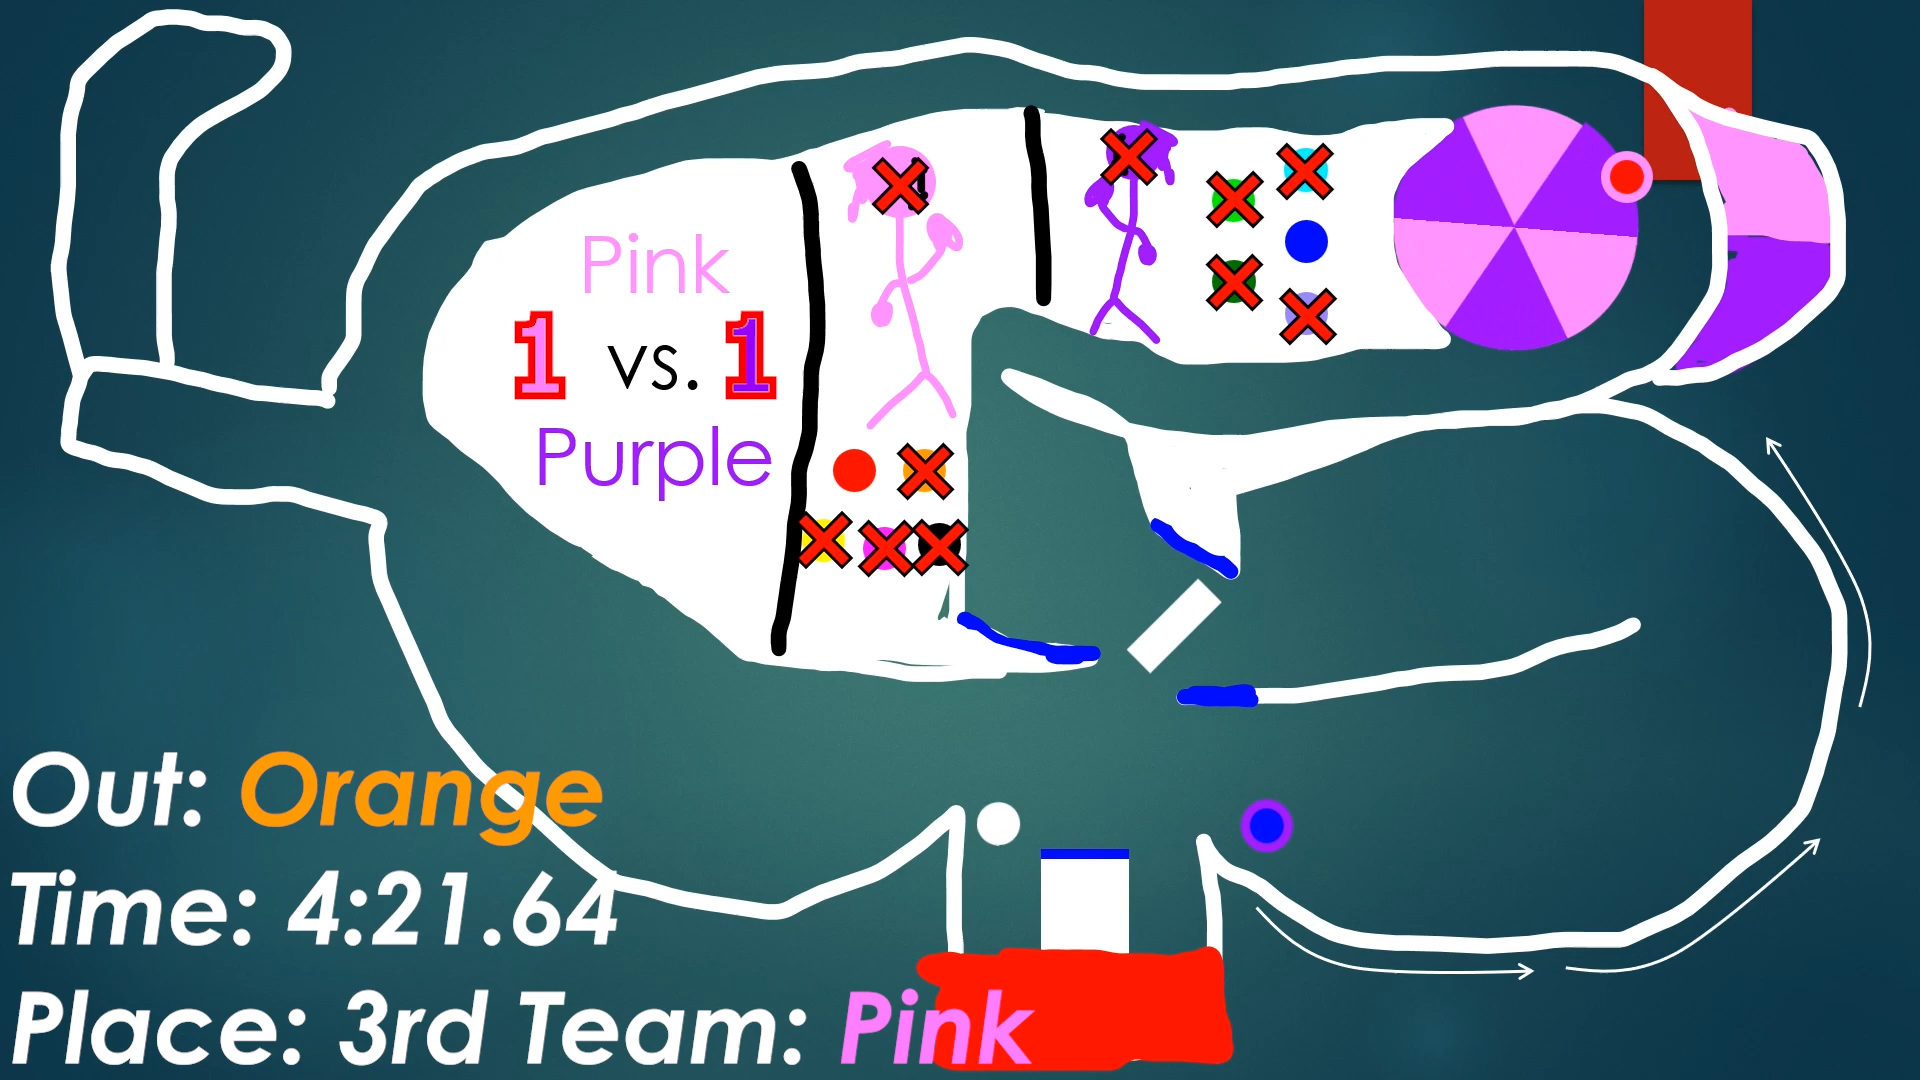 Pink
1 vs. 1
Purple
Out: Orange
Time: 4:21.64
Place: 3rd Team: Pink